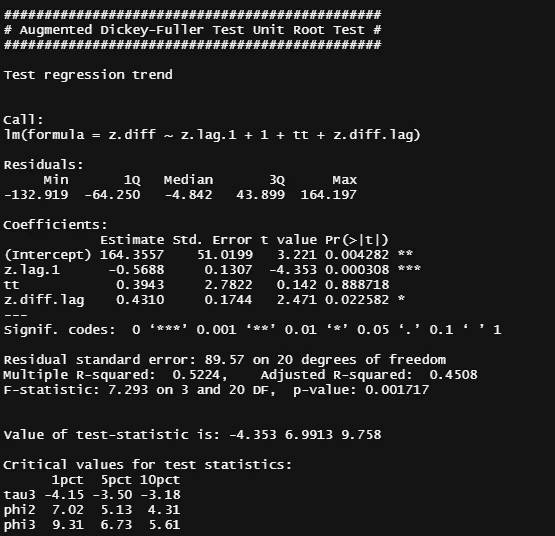 ###############################################
# Augmented Dickey-Fuller Test Unit Root Test #
###############################################
Test regression trend
Call:
lm(formula = z.diff ~ z.lag.1 + 1 + tt + z.diff.lag)
Residuals:
     Min       1Q   Median       3Q      Max
-132.919  -64.250   -4.842   43.899  164.197
Coefficients:
            Estimate Std. Error t value Pr(>|t|)
(Intercept) 164.3557    51.0199   3.221 0.004282 **
z.lag.1      -0.5688     0.1307  -4.353 0.000308 ***
tt            0.3943     2.7822   0.142 0.888718
z.diff.lag    0.4310     0.1744   2.471 0.022582 *
---
Signif. codes:  0 ‘***’ 0.001 ‘**’ 0.01 ‘*’ 0.05 ‘.’ 0.1 ‘ ’ 1
Residual standard error: 89.57 on 20 degrees of freedom
Multiple R-squared:  0.5224,	Adjusted R-squared:  0.4508
F-statistic: 7.293 on 3 and 20 DF,  p-value: 0.001717
Value of test-statistic is: -4.353 6.9913 9.758
Critical values for test statistics:
      1pct  5pct 10pct
tau3 -4.15 -3.50 -3.18
phi2  7.02  5.13  4.31
phi3  9.31  6.73  5.61